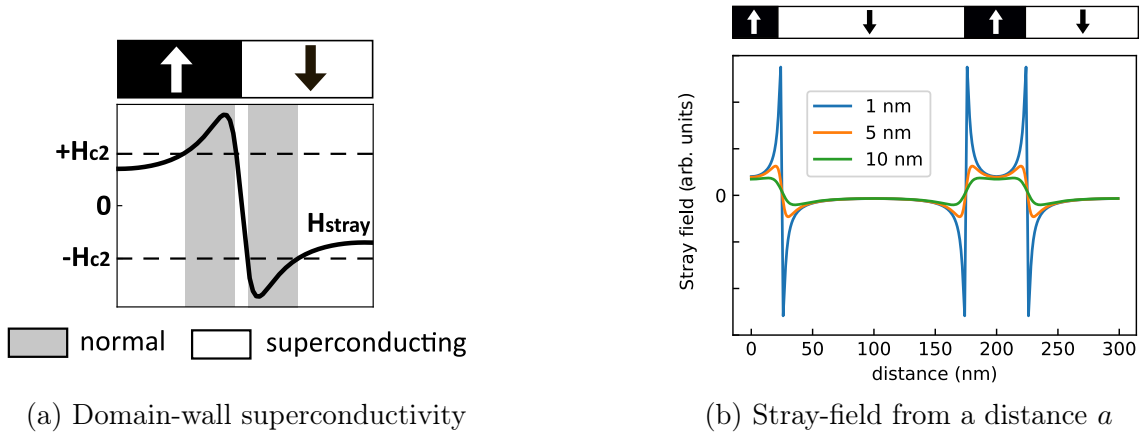 +Hc2
0
-Hc2
Hstray
normal
superconducting
(a) Domain-wall superconductivity
Stray field (arb. units)
0
1 nm
5 nm
10 nm
0 50 100 150 200 250 300
distance (nm)
(b) Stray-field from a distance a